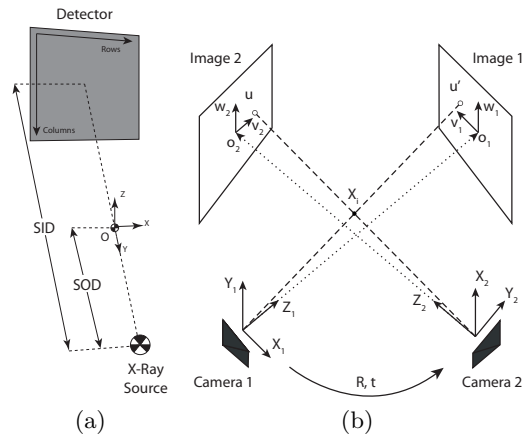 Detector
Rows
Columns
Z
X
O
Y
SID
SOD
X-Ray
Source
(a)
Image 2
Image 1
u
u'
w2
v2
o2
w1
v1
o1
Xi
Y1
Z1
X1
X2
Z2
Y2
Camera 1
R, t
Camera 2
(b)